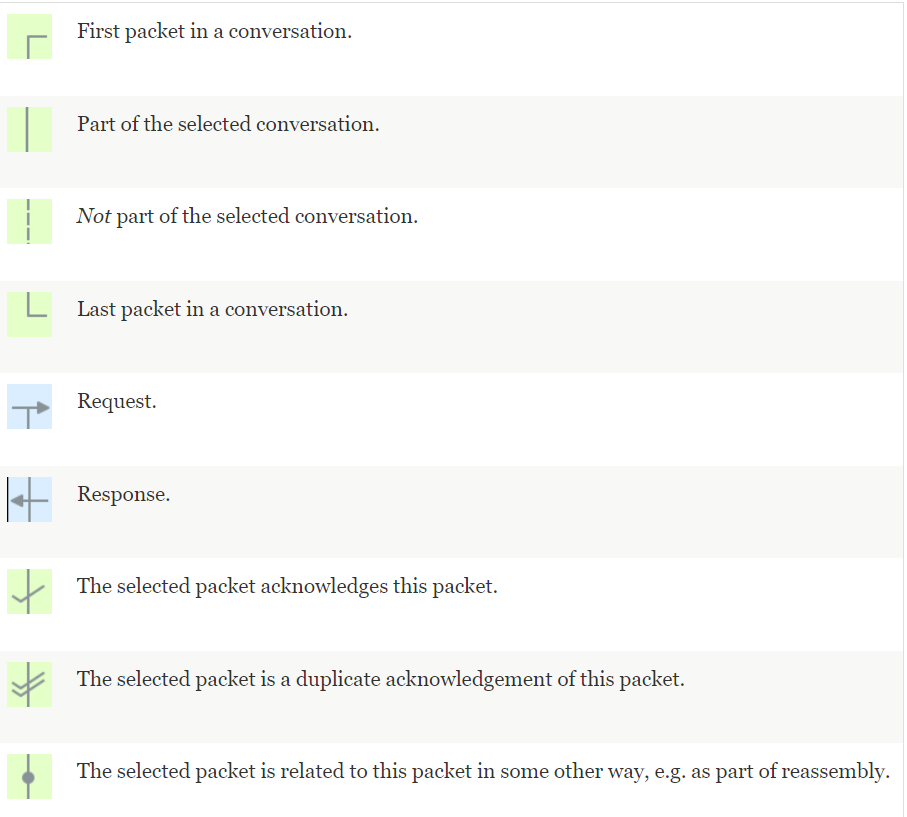 First packet in a conversation.
Part of the selected conversation.
Not part of the selected conversation.
Last packet in a conversation.
Request.
Response.
The selected packet acknowledges this packet.
The selected packet is a duplicate acknowledgement of this packet.
The selected packet is related to this packet in some other way, e.g. as part of reassembly.